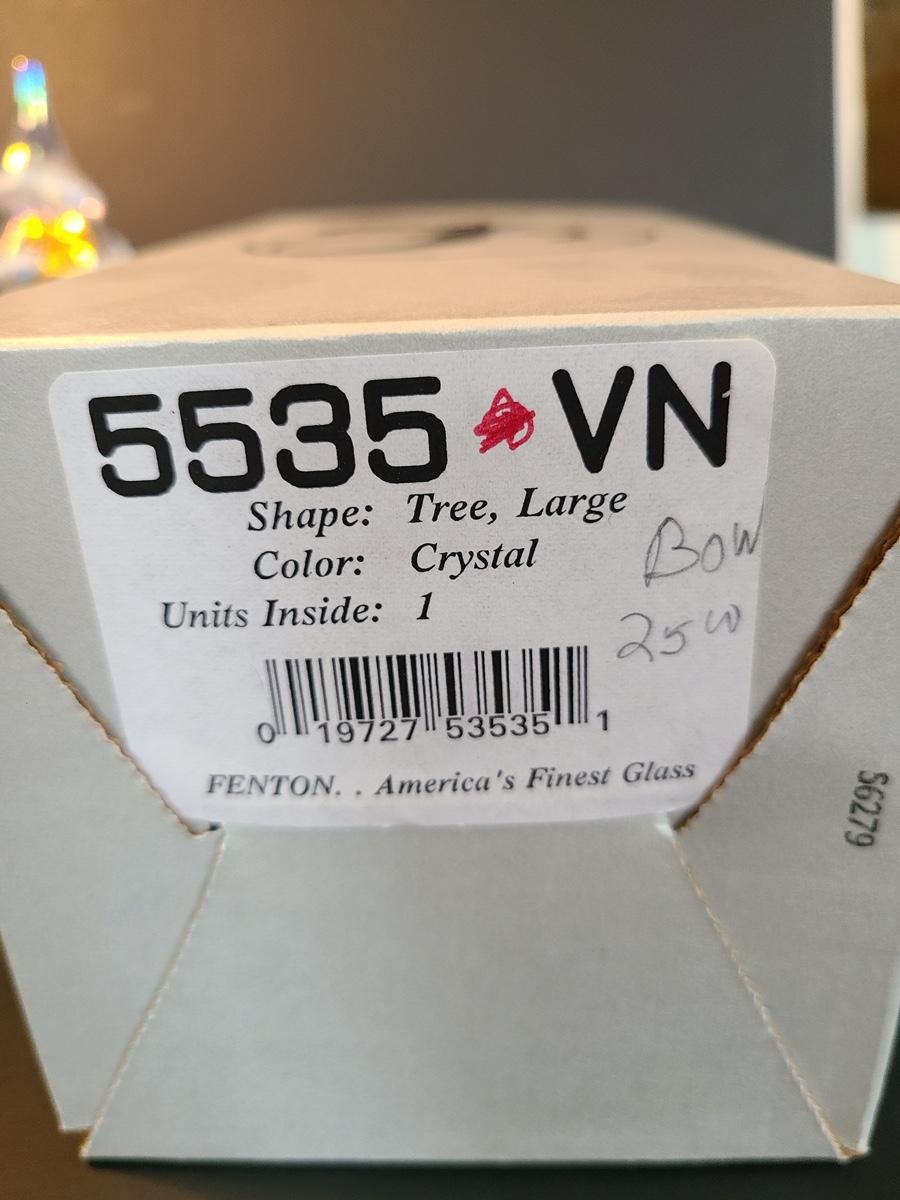 5535 VN
Shape: Tree, Large
Color: Crystal
Units Inside: 1
Bow
25w
0 19727 53535 1
FENTON. . America's Finest Glass
56279